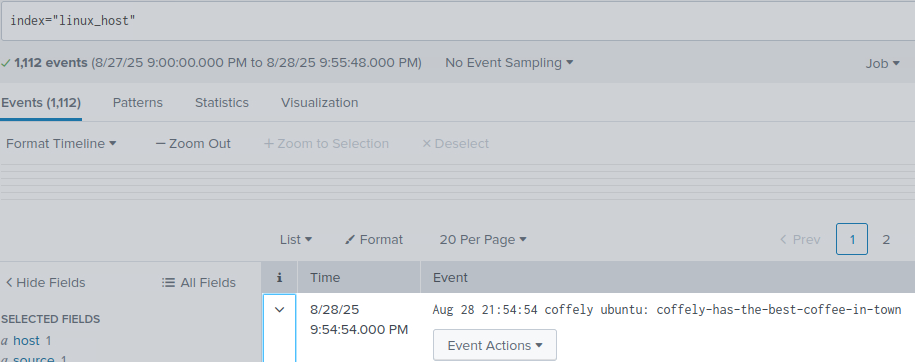 index="linux_host"
1,112 events (8/27/25 9:00:00.000 PM to 8/28/25 9:55:48.000 PM) No Event Sampling Job
Events (1,112) Patterns Statistics Visualization
Format Timeline — Zoom Out + Zoom to Selection × Deselect
List Format 20 Per Page < Prev 1 2
< Hide Fields All Fields i Time Event
SELECTED FIELDS
a host 1
a source 1
8/28/25
9:54:54.000 PM
Aug 28 21:54:54 coffely ubuntu: coffely-has-the-best-coffee-in-town
Event Actions